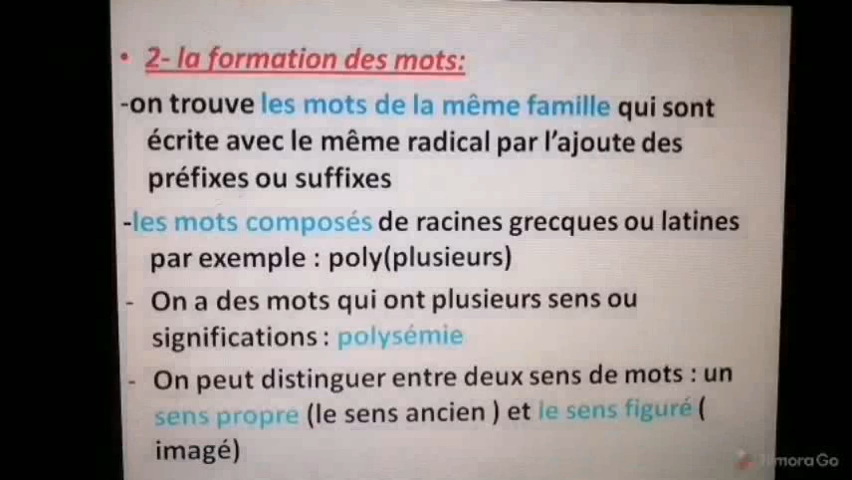 • 2- la formation des mots:
-on trouve les mots de la même famille qui sont
écrite avec le même radical par l'ajoute des
préfixes ou suffixes
-les mots composés de racines grecques ou latines
par exemple : poly(plusieurs)
- On a des mots qui ont plusieurs sens ou
significations : polysémie
- On peut distinguer entre deux sens de mots : un
sens propre (le sens ancien ) et le sens figuré (
imagé)
FilmoraGo